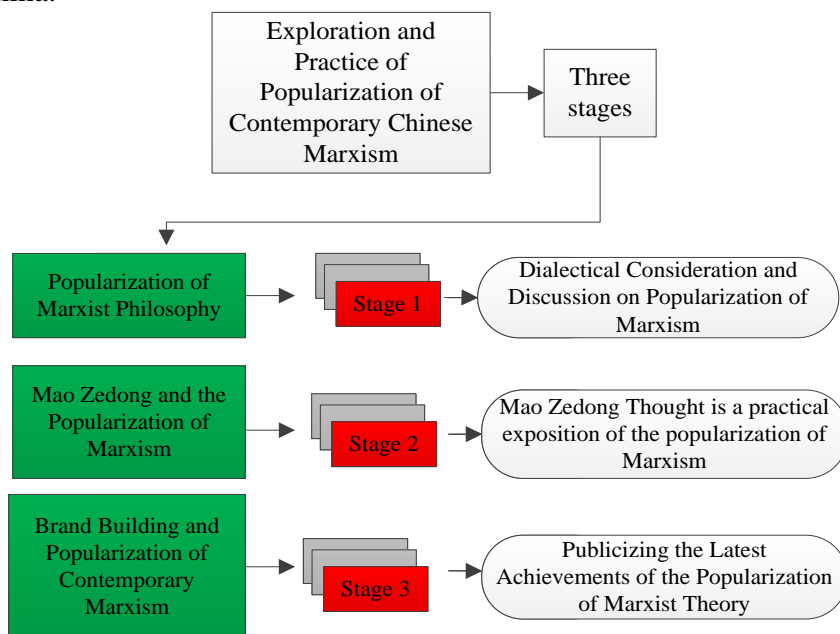 Exploration and
Practice of
Popularization of
Contemporary Chinese
Marxism
Three
stages
Popularization of
Marxist Philosophy
Stage 1
Dialectical Consideration and
Discussion on Popularization of
Marxism
Mao Zedong and the
Popularization of
Marxism
Stage 2
Mao Zedong Thought is a practical
exposition of the popularization of
Marxism
Brand Building and
Popularization of
Contemporary
Marxism
Stage 3
Publicizing the Latest
Achievements of the Popularization
of Marxist Theory